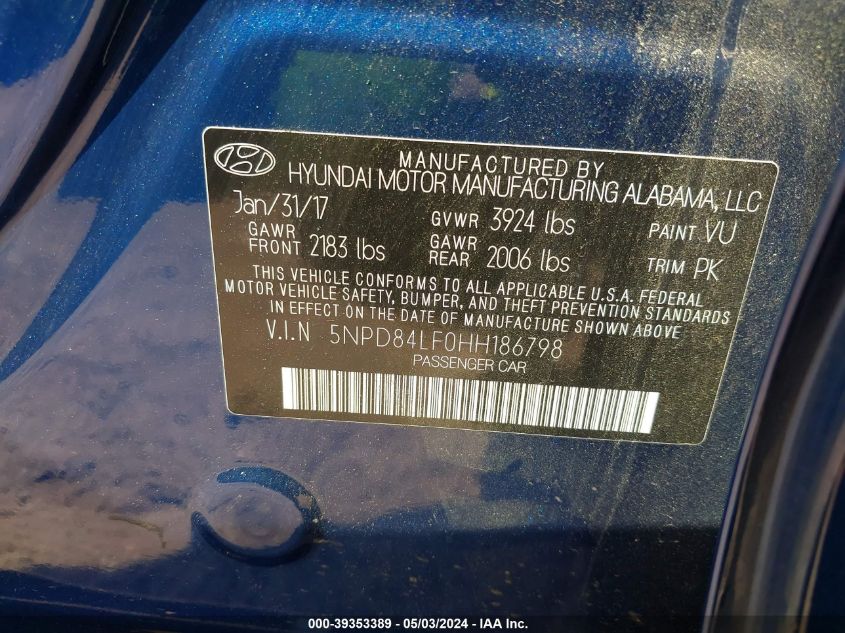 MANUFACTURED BY
HYUNDAI MOTOR MANUFACTURING ALABAMA, LLC
Jan/31/17 GVWR 3924 lbs PAINT VU
GAWR FRONT 2183 lbs GAWR REAR 2006 lbs TRIM PK
THIS VEHICLE CONFORMS TO ALL APPLICABLE U.S.A. FEDERAL
MOTOR VEHICLE SAFETY, BUMPER, AND THEFT PREVENTION STANDARDS
IN EFFECT ON THE DATE OF MANUFACTURE SHOWN ABOVE
V.I.N 5NPD84LF0HH186798
PASSENGER CAR
000-39353389 - 05/03/2024 - IAA Inc.